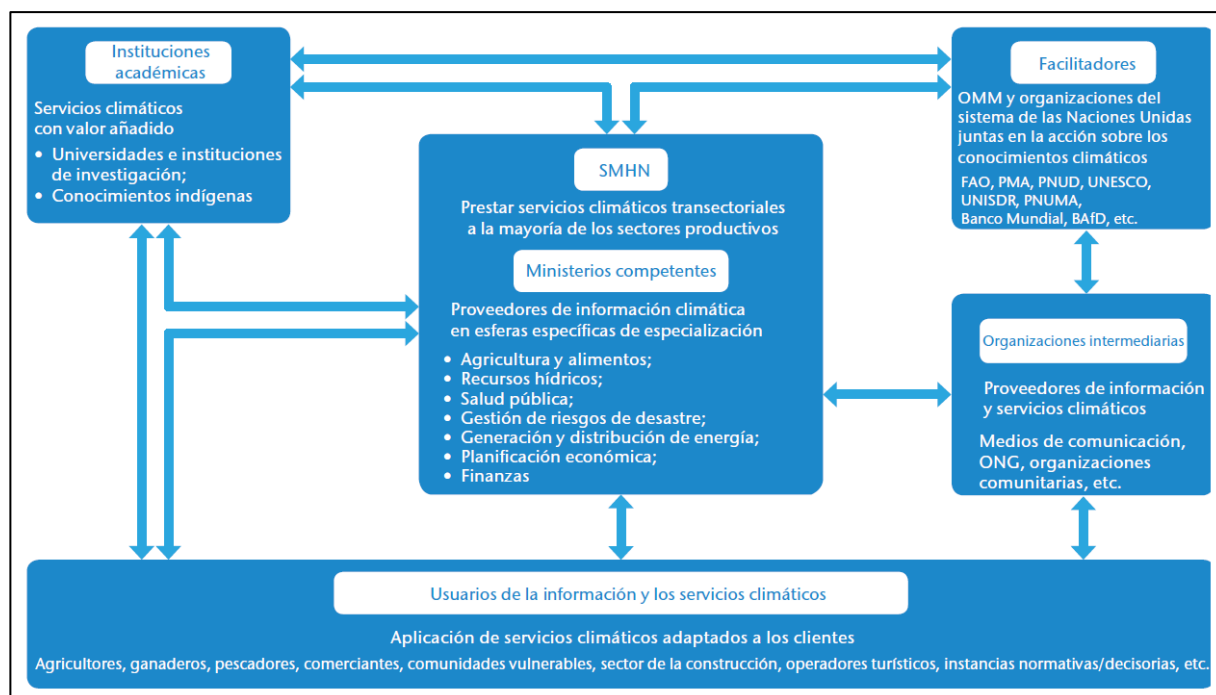 Instituciones
académicas
Servicios climáticos
con valor añadido
• Universidades e instituciones
de investigación;
• Conocimientos indígenas
Facilitadores
OMM y organizaciones del
sistema de las Naciones Unidas
juntas en la acción sobre los
conocimientos climáticos
FAO, PMA, PNUD, UNESCO,
UNISDR, PNUMA,
Banco Mundial, BAfD, etc.
SMHN
Prestar servicios climáticos transectoriales
a la mayoría de los sectores productivos
Ministerios competentes
Proveedores de información climática
en esferas específicas de especialización
• Agricultura y alimentos;
• Recursos hídricos;
• Salud pública;
• Gestión de riesgos de desastre;
• Generación y distribución de energía;
• Planificación económica;
• Finanzas
Organizaciones intermediarias
Proveedores de información
y servicios climáticos
Medios de comunicación,
ONG, organizaciones
comunitarias, etc.
Usuarios de la información y los servicios climáticos
Aplicación de servicios climáticos adaptados a los clientes
Agricultores, ganaderos, pescadores, comerciantes, comunidades vulnerables, sector de la construcción, operadores turísticos, instancias normativas/decisorias, etc.